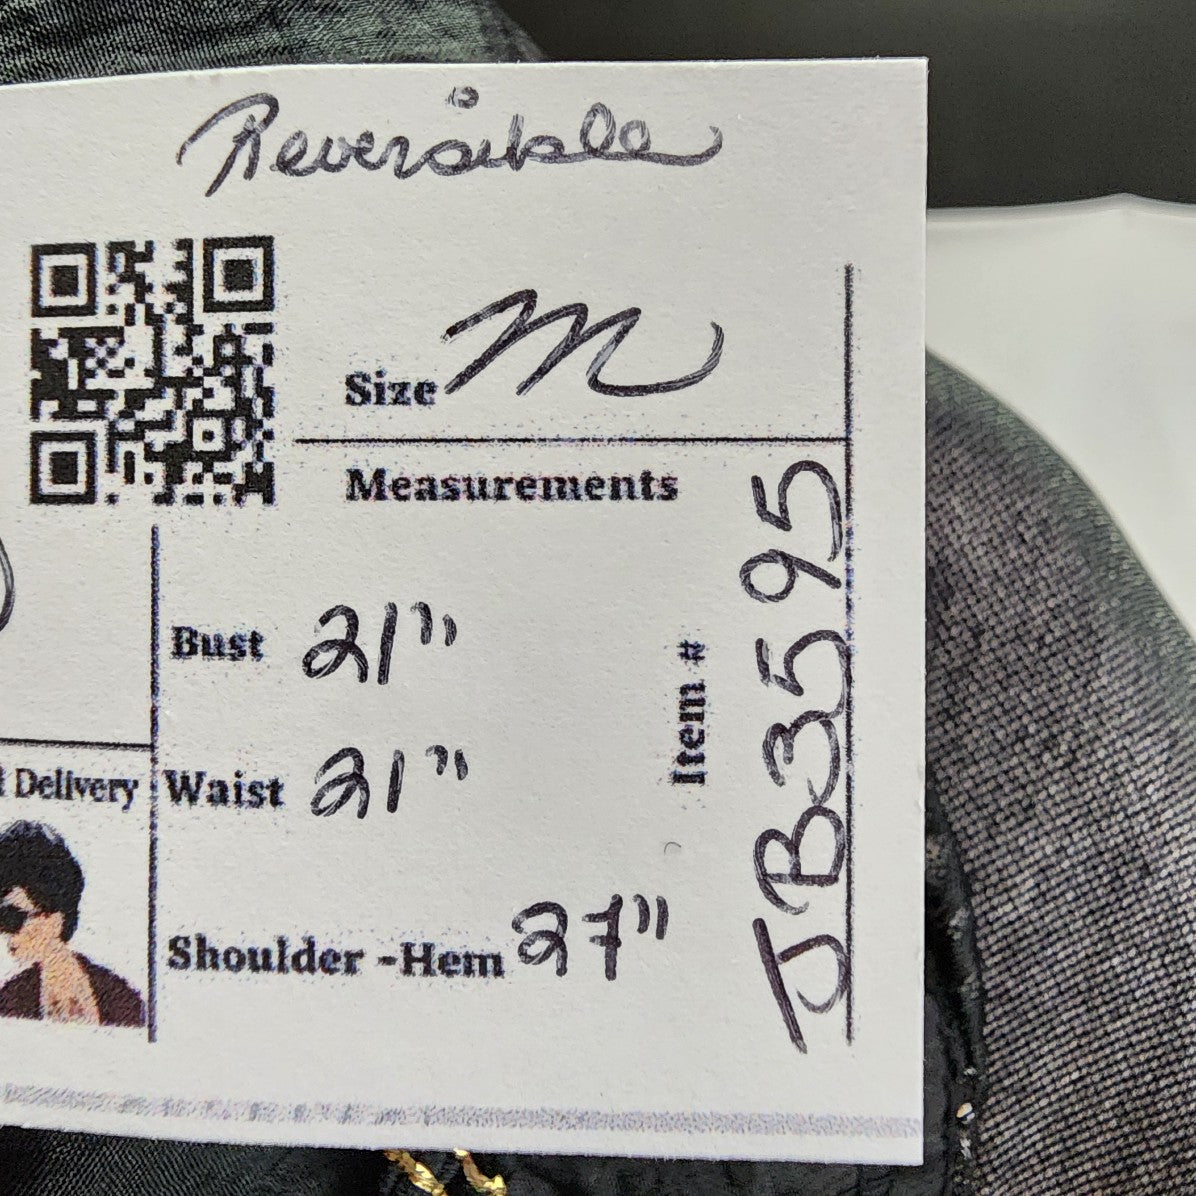 Reversible
Size M
Measurements
Bust 21"
Waist 21"
Shoulder -Hem 27"
Item # JB3595
Delivery